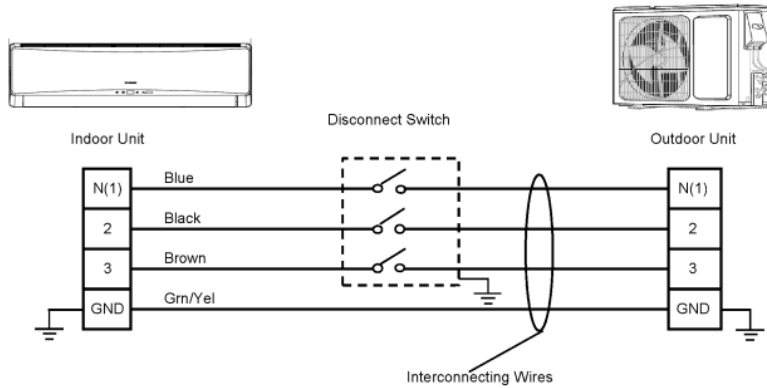 Disconnect Switch
Indoor Unit
Outdoor Unit
N(1)
Blue
N(1)
2
Black
2
3
Brown
3
GND
Grn/Yel
GND
Interconnecting Wires